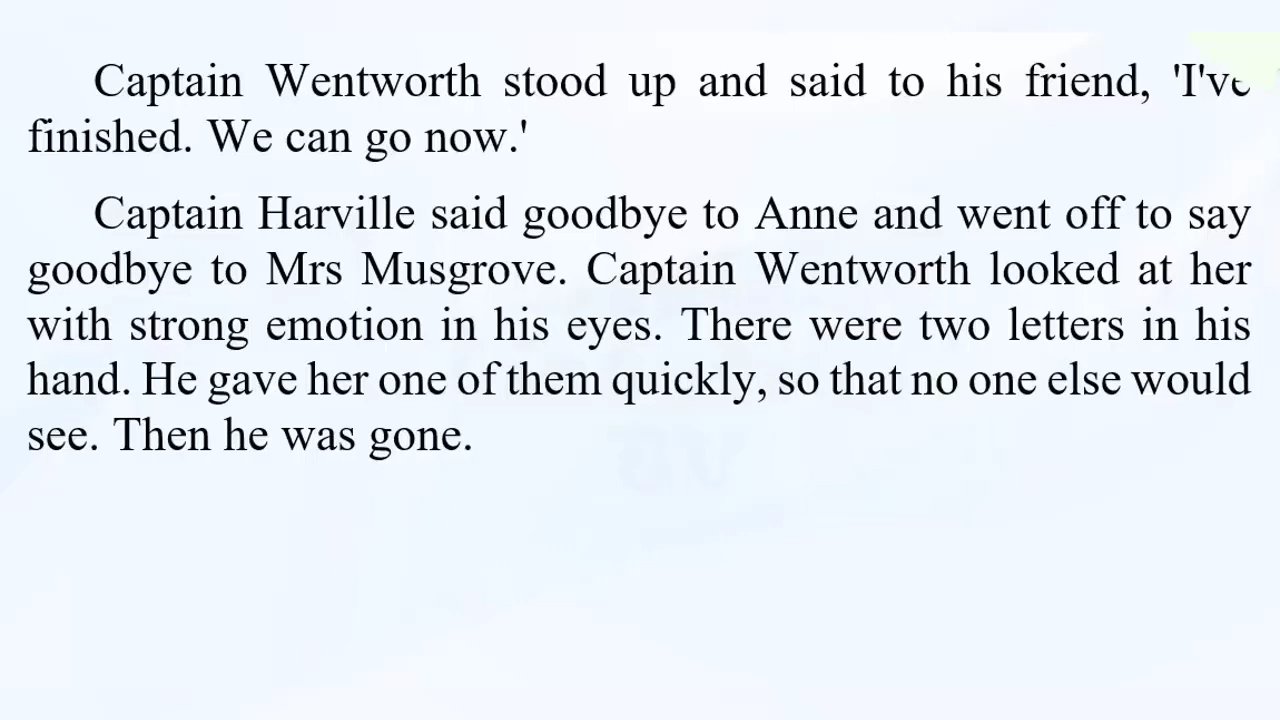 Captain Wentworth stood up and said to his friend, 'I've
finished. We can go now.'
Captain Harville said goodbye to Anne and went off to say
goodbye to Mrs Musgrove. Captain Wentworth looked at her
with strong emotion in his eyes. There were two letters in his
hand. He gave her one of them quickly, so that no one else would
see. Then he was gone.